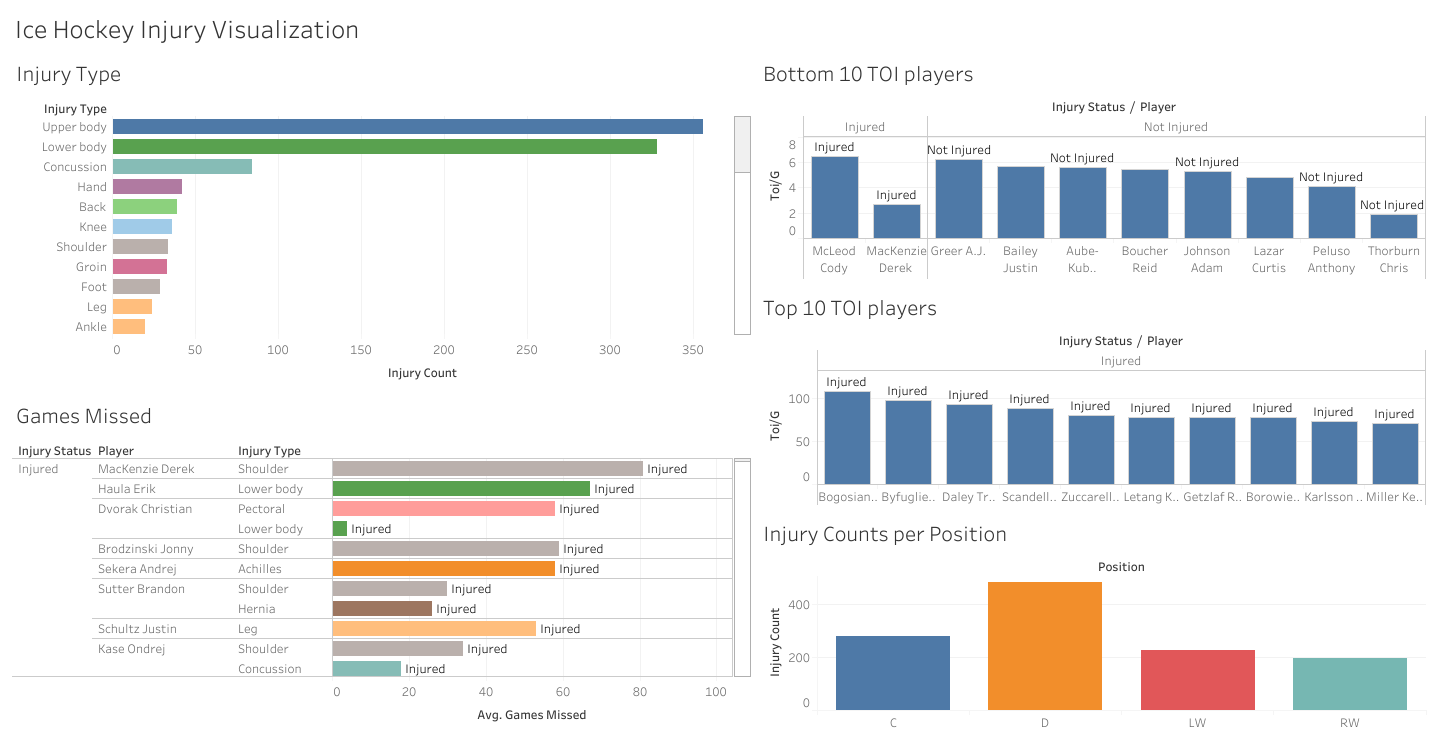 Ice Hockey Injury Visualization
Injury Type
Injury Type
Upper body
Lower body
Concussion
Hand
Back
Knee
Shoulder
Groin
Foot
Leg
Ankle
0 50 100 150 200 250 300 350
Injury Count
Games Missed
Injury Status Player Injury Type
Injured MacKenzie Derek Shoulder Injured
Haula Erik Lower body Injured
Dvorak Christian Pectoral Injured
Lower body Injured
Brodzinski Jonny Shoulder Injured
Sekera Andrej Achilles Injured
Sutter Brandon Shoulder Injured
Hernia Injured
Schultz Justin Leg Injured
Kase Ondrej Shoulder Injured
Concussion Injured
0 20 40 60 80 100
Avg. Games Missed
Bottom 10 TOI players
Injury Status / Player
Injured Not Injured
8
6
4
2
0
Toi/G
Injured Injured Not Injured Not Injured Not Injured Not Injured Not Injured
McLeod MacKenzie Greer A.J. Bailey Aube- Boucher Johnson Lazar Peluso Thorburn
Cody Derek Justin Kub.. Reid Adam Curtis Anthony Chris
Top 10 TOI players
Injury Status / Player
Injured
100
50
0
Toi/G
Injured Injured Injured Injured Injured Injured Injured Injured Injured Injured
Bogosian.. Byfuglie.. Daley Tr.. Scandell.. Zuccarell.. Letang K.. Getzlaf R.. Borowie.. Karlsson .. Miller Ke..
Injury Counts per Position
Position
400
200
0
Injury Count
C D LW RW